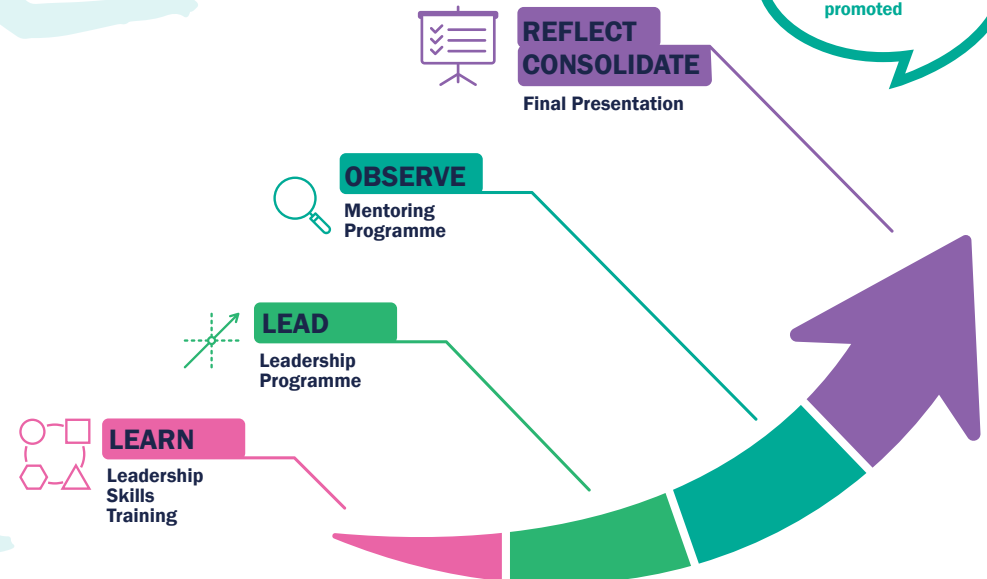 promoted
REFLECT
CONSOLIDATE
Final Presentation
OBSERVE
Mentoring
Programme
LEAD
Leadership
Programme
LEARN
Leadership
Skills
Training